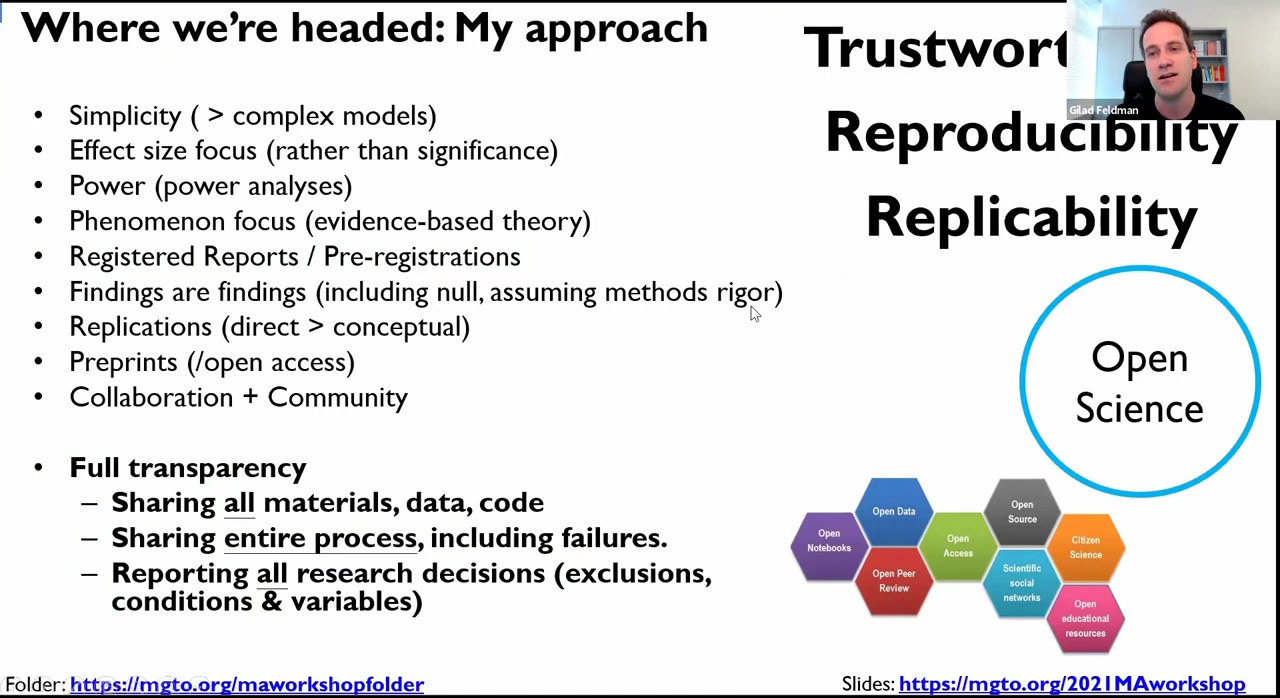 Where we're headed: My approach
• Simplicity ( > complex models)
• Effect size focus (rather than significance)
• Power (power analyses)
• Phenomenon focus (evidence-based theory)
• Registered Reports / Pre-registrations
• Findings are findings (including null, assuming methods rigor)
• Replications (direct > conceptual)
• Preprints (/open access)
• Collaboration + Community
• Full transparency
– Sharing all materials, data, code
– Sharing entire process, including failures.
– Reporting all research decisions (exclusions,
conditions & variables)
Gilad Feldman
Reproducibility
Replicability
Open
Science
Open
Notebooks
Open Data
Open Peer
Review
Open
Access
Open
Source
Scientific
social
networks
Citizen
Science
Open
educational
resources
Folder: https://mgto.org/maworkshopfolder
Slides: https://mgto.org/2021MAworkshop